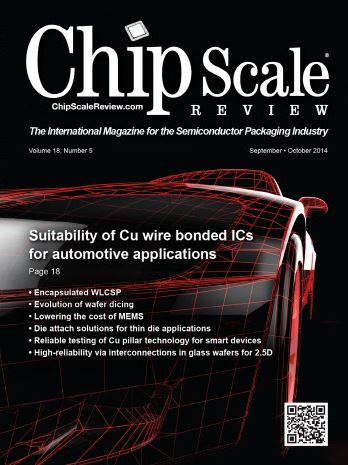 Chip Scale®
ChipScaleReview.com
REVIEW
The International Magazine for the Semiconductor Packaging Industry
Volume 18, Number 5
September • October 2014
Suitability of Cu wire bonded ICs
for automotive applications
Page 18
• Encapsulated WLCSP
• Evolution of wafer dicing
• Lowering the cost of MEMS
• Die attach solutions for thin die applications
• Reliable testing of Cu pillar technology for smart devices
• High-reliability via interconnections in glass wafers for 2.5D